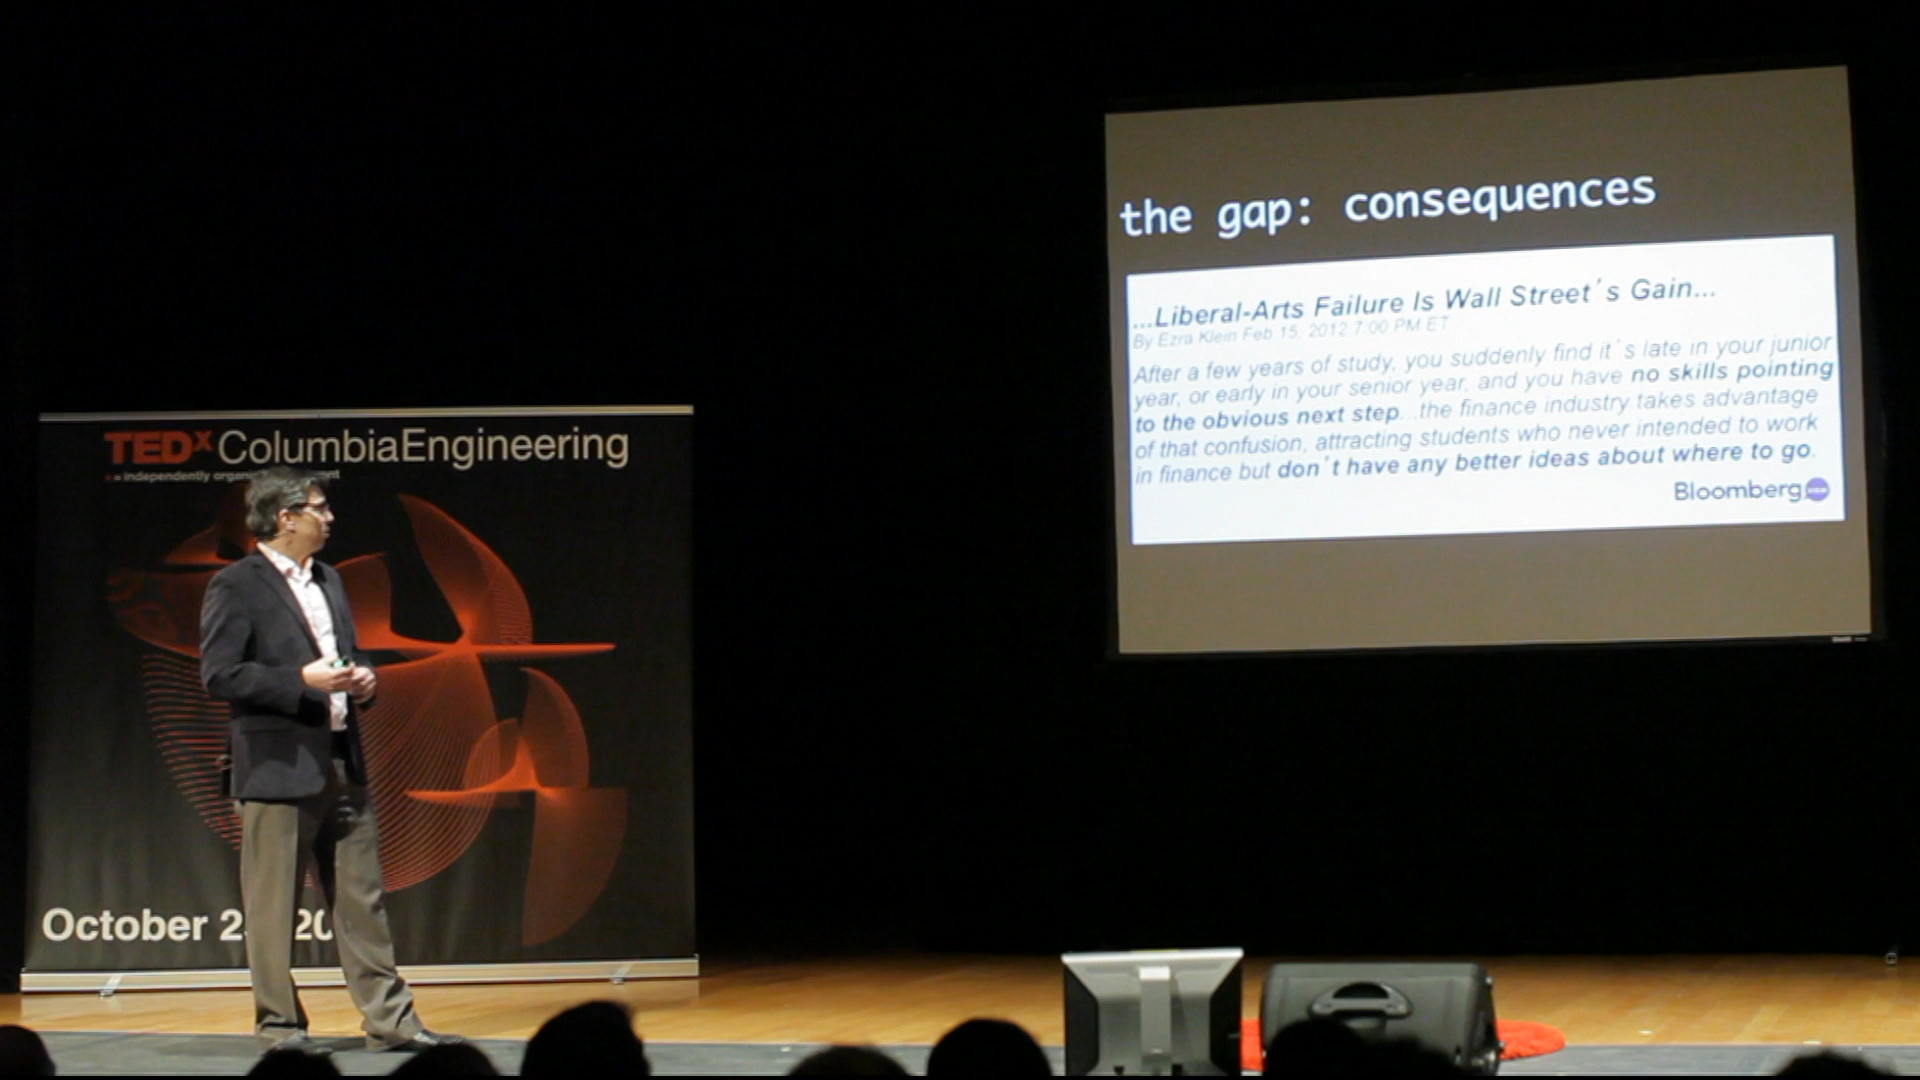 TEDx ColumbiaEngineering
independently
October 2
the gap: consequences
...Liberal-Arts Failure Is Wall Street's Gain...
By Ezra Klein Feb 15, 2012 7:00 PM ET
After a few years of study, you suddenly find it's late in your junior
year, or early in your senior year, and you have no skills pointing
to the obvious next step...the finance industry takes advantage
of that confusion, attracting students who never intended to work
in finance but don't have any better ideas about where to go.
Bloomberg